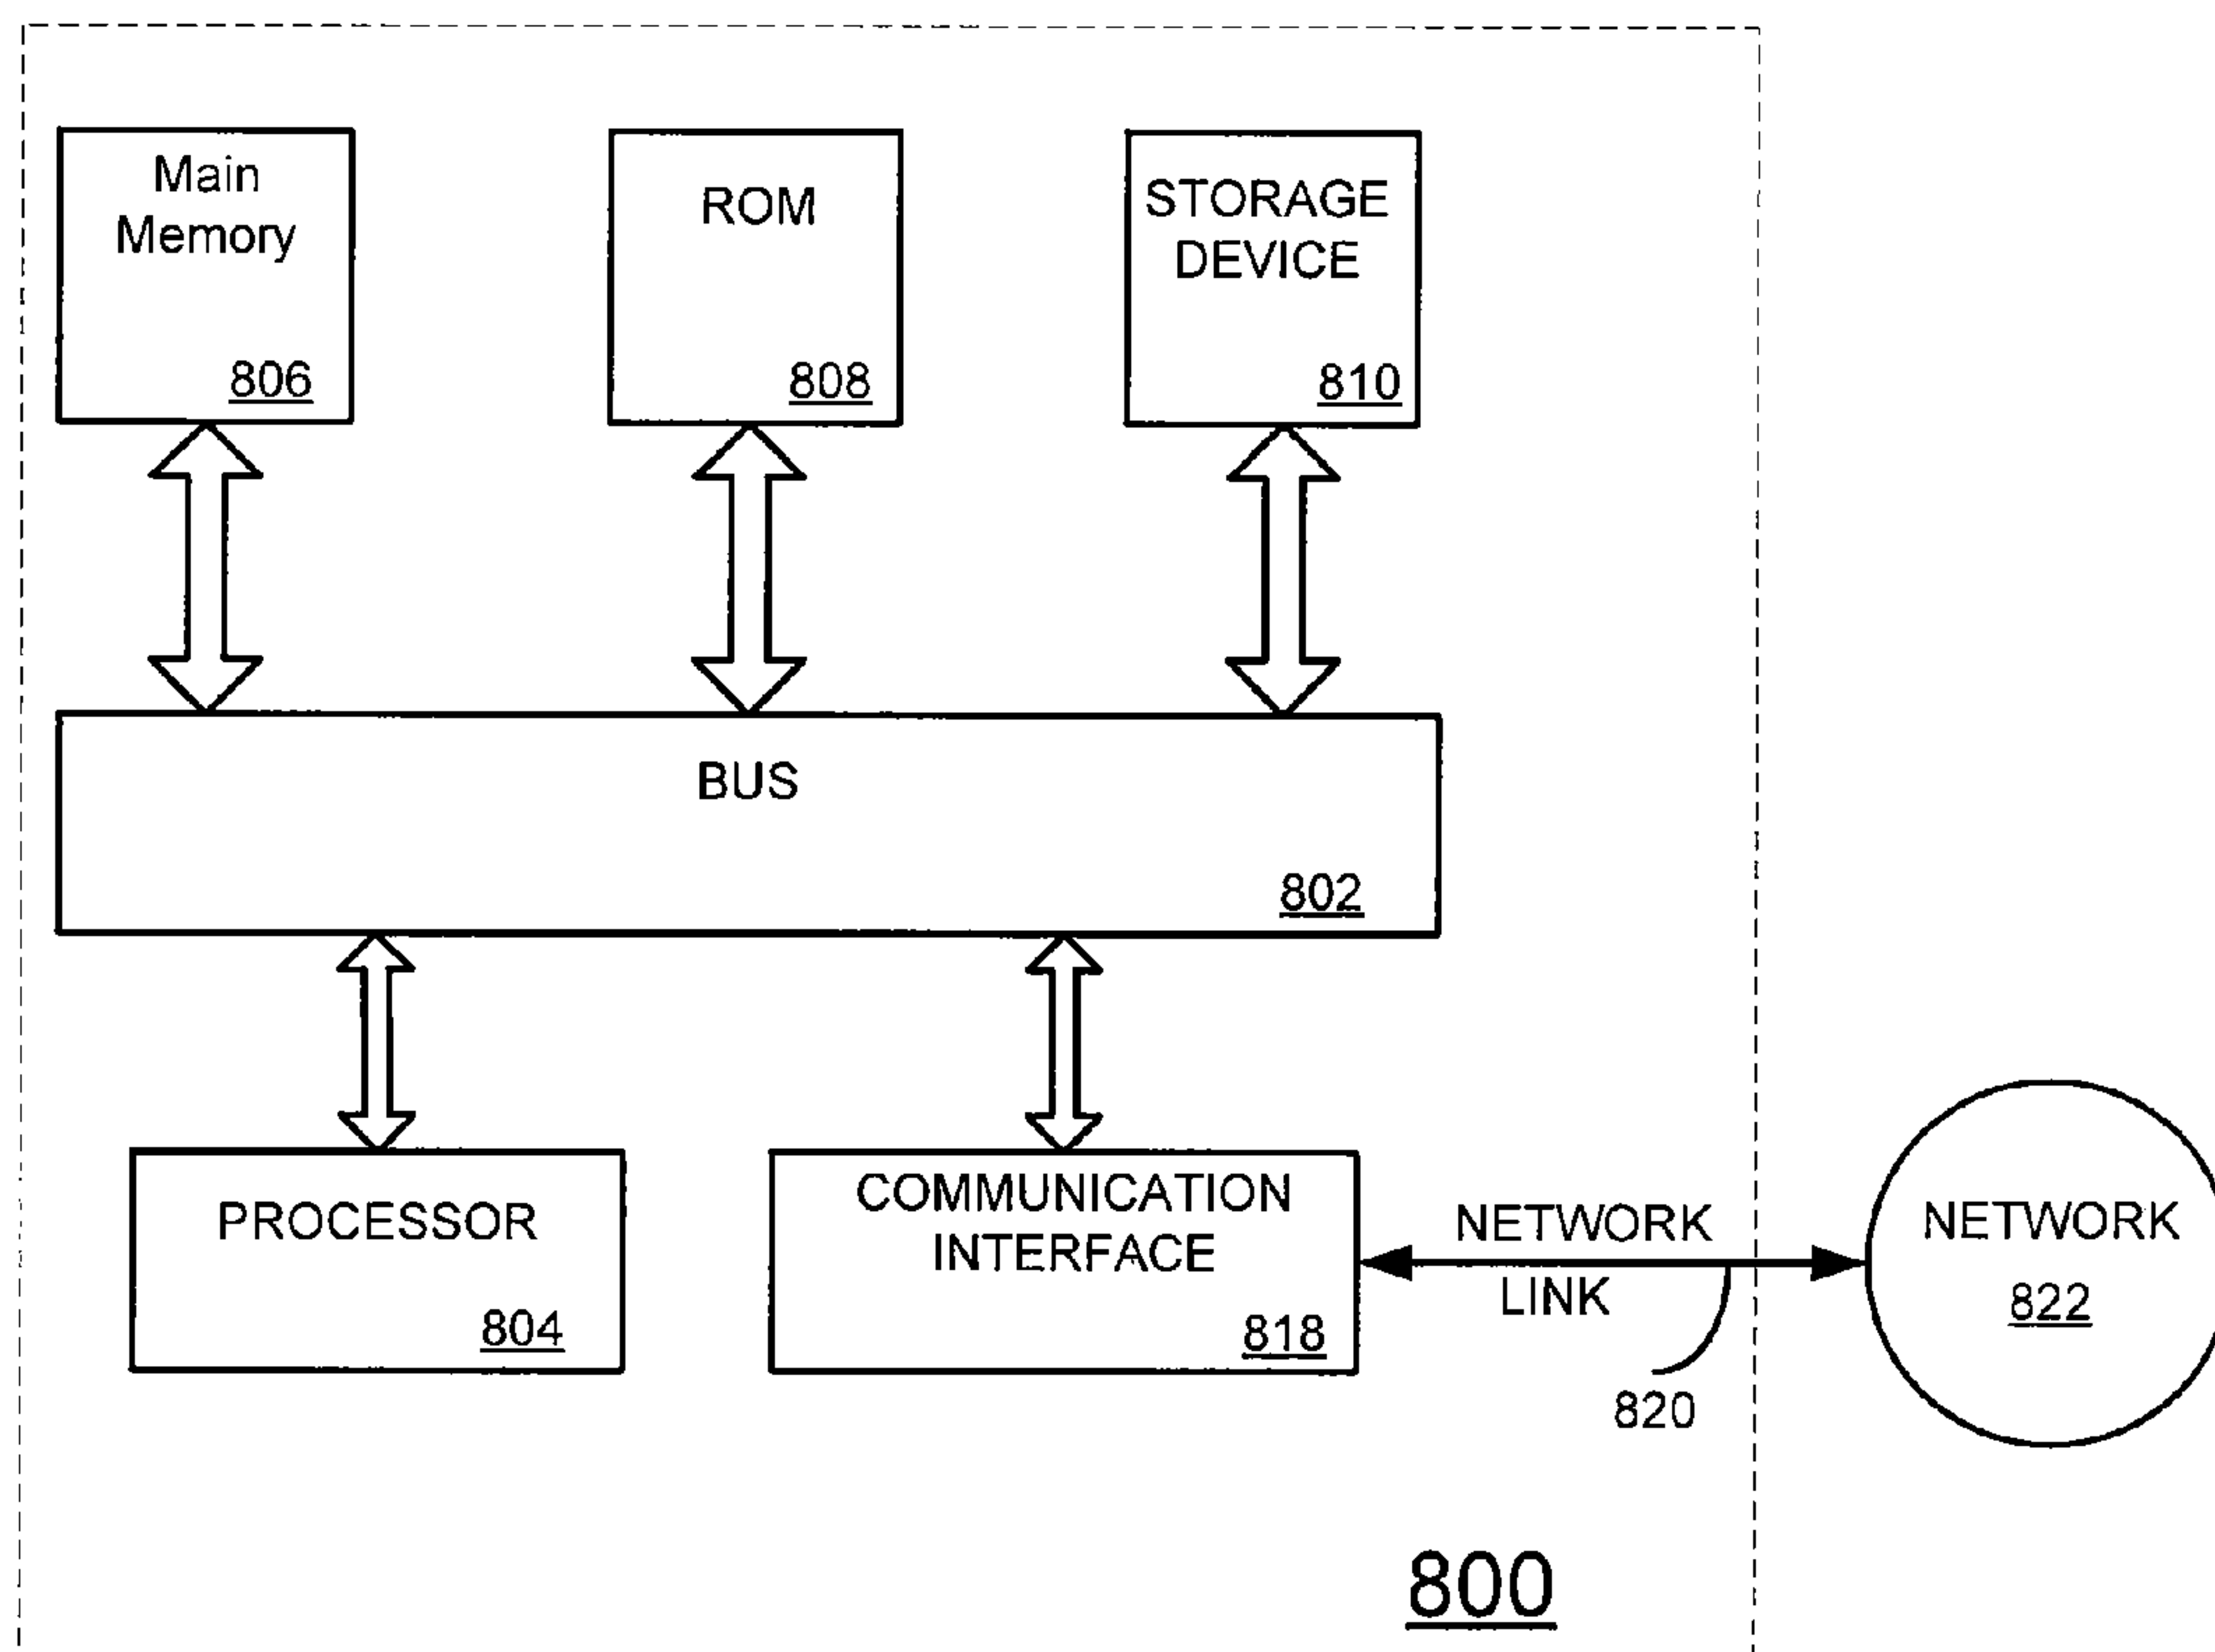 Main
Memory
806
ROM
808
STORAGE
DEVICE
810
BUS
802
PROCESSOR
804
COMMUNICATION
INTERFACE
818
NETWORK
LINK
820
NETWORK
822
800